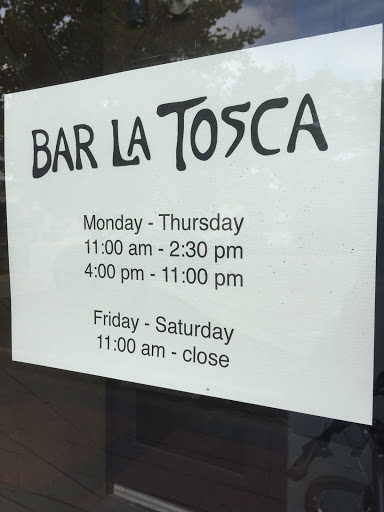 BAR LA TOSCA
Monday - Thursday
11:00 am - 2:30 pm
4:00 pm - 11:00 pm
Friday - Saturday
11:00 am - close